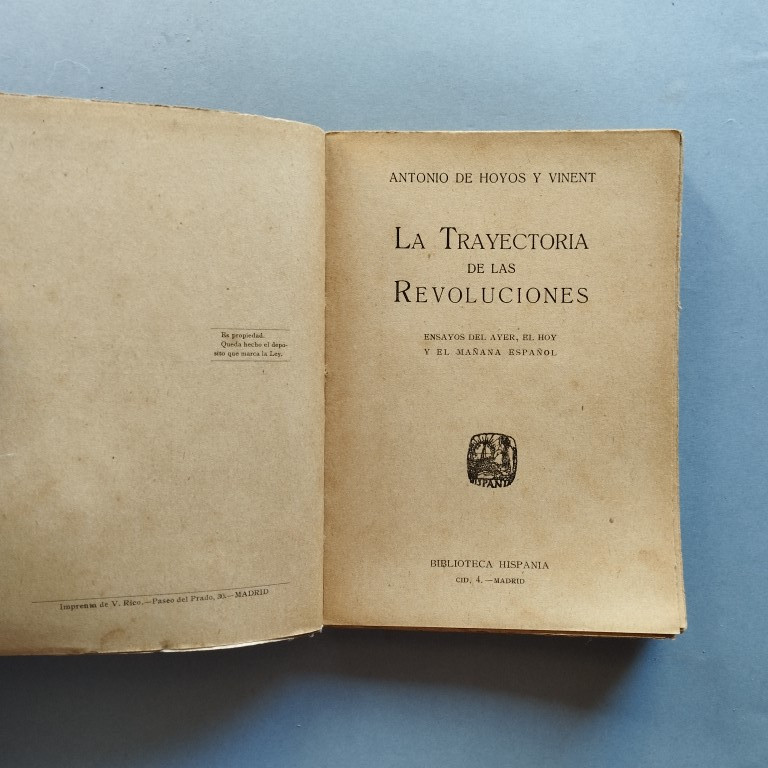 Es propiedad.
Queda hecho el depó-
sito que marca la Ley.
Imprenta de V. Rico.—Paseo del Prado, 30.—MADRID
ANTONIO DE HOYOS Y VINENT
LA TRAYECTORIA
DE LAS
REVOLUCIONES
ENSAYOS DEL AYER, EL HOY
Y EL MAÑANA ESPAÑOL
HISPANIA
BIBLIOTECA HISPANIA
CID, 4.—MADRID